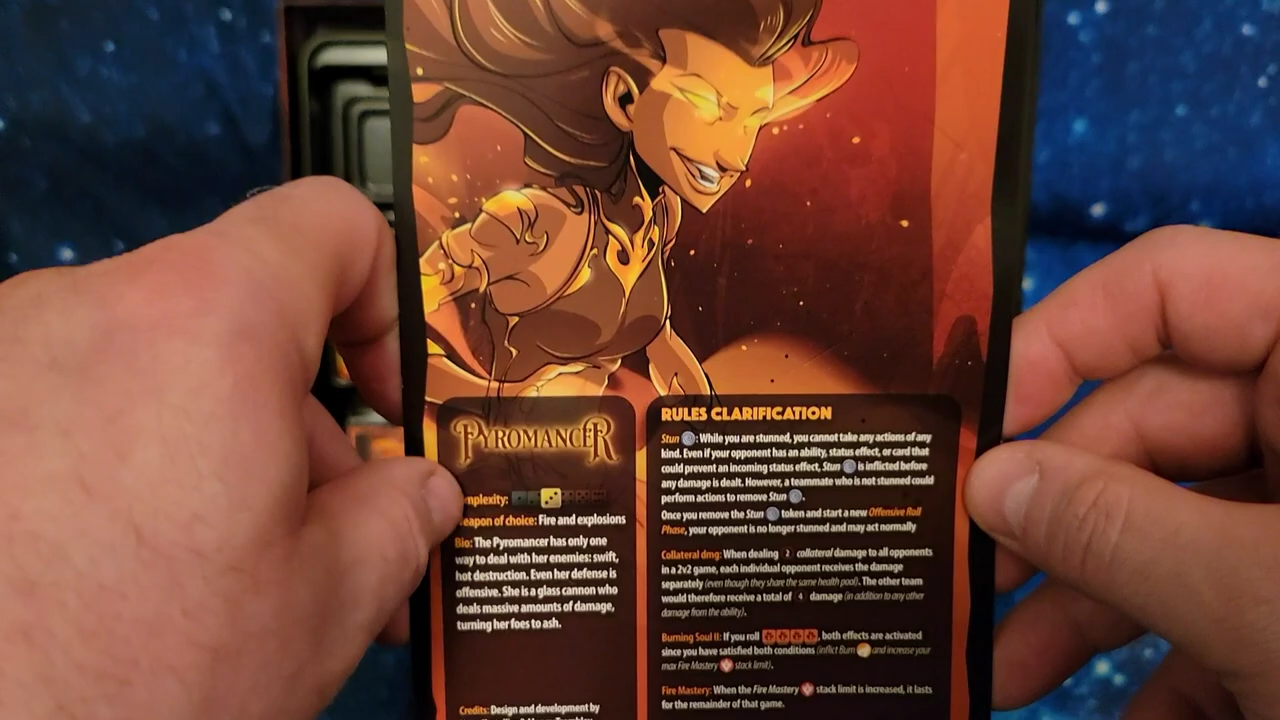 PYROMANCER
mplexity:
eapon of choice: Fire and explosions
Bio: The Pyromancer has only one
way to deal with her enemies: swift,
hot destruction. Even her defense is
offensive. She is a glass cannon who
deals massive amounts of damage,
turning her foes to ash.
Credits: Design and development by
RULES CLARIFICATION
Stun : While you are stunned, you cannot take any actions of any
kind. Even if your opponent has an ability, status effect, or card that
could prevent an incoming status effect, Stun is inflicted before
any damage is dealt. However, a teammate who is not stunned could
perform actions to remove Stun .
Once you remove the Stun token and start a new Offensive Roll
Phase, your opponent is no longer stunned and may act normally
Collateral dmg: When dealing 2 collateral damage to all opponents
in a 2v2 game, each individual opponent receives the damage
separately (even though they share the same health pool). The other team
would therefore receive a total of 4 damage (in addition to any other
damage from the ability).
Burning Soul II: If you roll , both effects are activated
since you have satisfied both conditions (inflict Burn and increase your
max Fire Mastery stack limit).
Fire Mastery: When the Fire Mastery stack limit is increased, it lasts
for the remainder of that game.